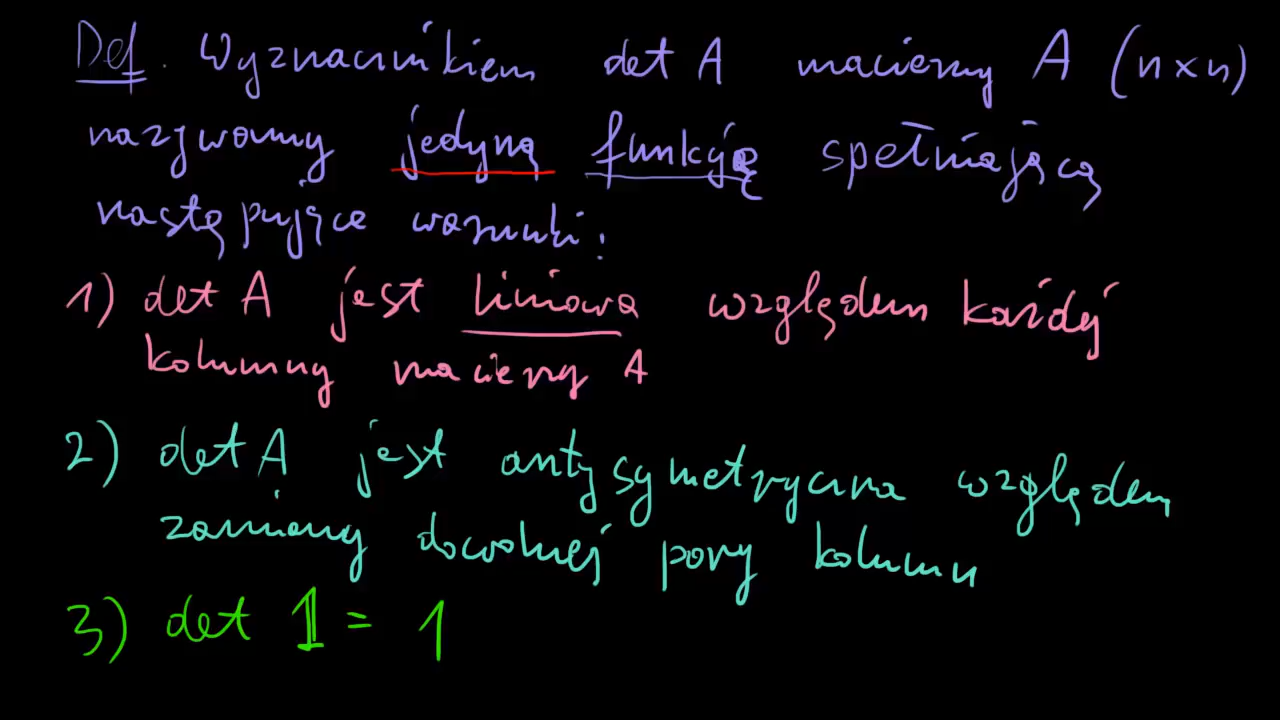 Def. Wyznacznikiem det A macierzy A (n×n)
nazywamy jedyną funkcję spełniającą
następujące warunki:
1) det A jest liniowa względem każdej
kolumny macierzy A
2) det A jest antysymetryczna względem
zamiany dowolnej pary kolumn
3) det 𝟙 = 1